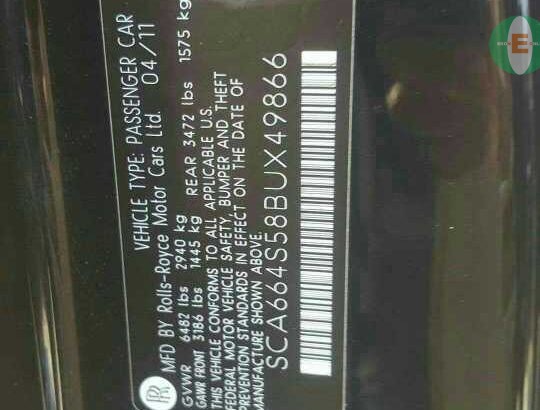 VEHICLE TYPE: PASSENGER CAR
MFD BY Rolls-Royce Motor Cars Ltd. 04/11
GVWR 6482 lbs 2940 kg
GAWR FRONT 3186 lbs 1445 kg REAR 3472 lbs 1575 kg
THIS VEHICLE CONFORMS TO ALL APPLICABLE U.S.
FEDERAL MOTOR VEHICLE SAFETY, BUMPER AND THEFT
PREVENTION STANDARDS IN EFFECT ON THE DATE OF
MANUFACTURE SHOWN ABOVE.
SCA664S58BUX49866
RR
E